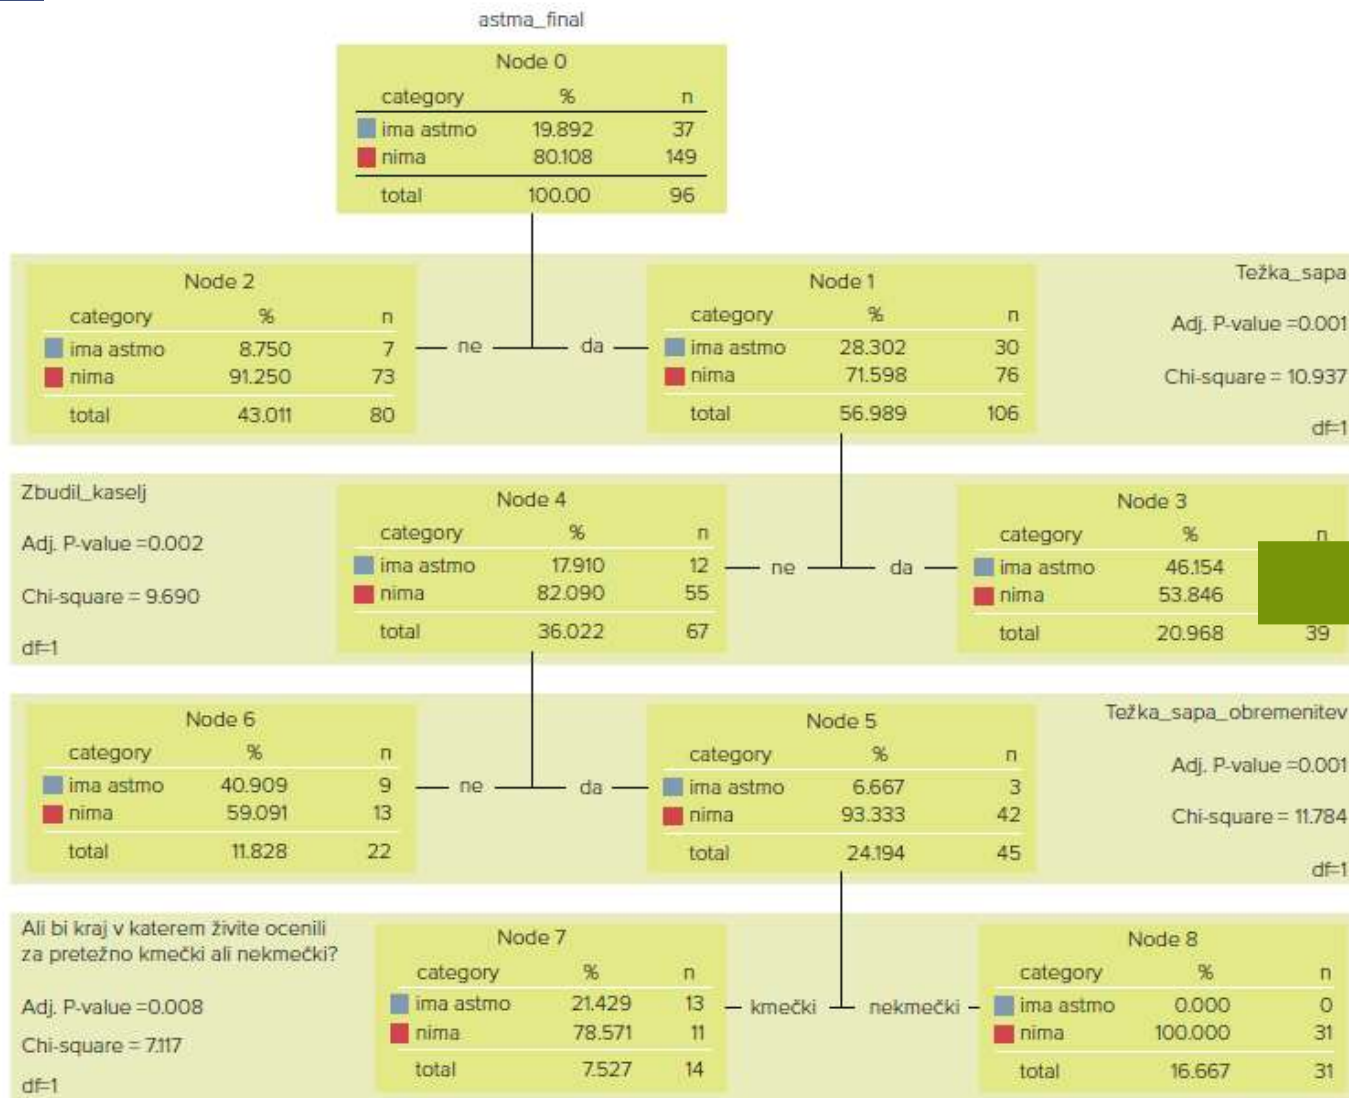 astma_final
Node 0
category % n
ima astmo 19.892 37
nima 80.108 149
total 100.00 96
Node 2
category % n
ima astmo 8.750 7
nima 91.250 73
total 43.011 80
ne
da
Node 1
category % n
ima astmo 28.302 30
nima 71.598 76
total 56.989 106
Težka_sapa
Adj. P-value =0.001
Chi-square = 10.937
df=1
Zbudil_kaselj
Adj. P-value =0.002
Chi-square = 9.690
df=1
Node 4
category % n
ima astmo 17.910 12
nima 82.090 55
total 36.022 67
ne
da
Node 3
category % n
ima astmo 46.154
nima 53.846
total 20.968 39
Node 6
category % n
ima astmo 40.909 9
nima 59.091 13
total 11.828 22
ne
da
Node 5
category % n
ima astmo 6.667 3
nima 93.333 42
total 24.194 45
Težka_sapa_obremenitev
Adj. P-value =0.001
Chi-square = 11.784
df=1
Ali bi kraj v katerem živite ocenili
za pretežno kmečki ali nekmečki?
Adj. P-value =0.008
Chi-square = 7.117
df=1
Node 7
category % n
ima astmo 21.429 13
nima 78.571 11
total 7.527 14
kmečki
nekmečki
Node 8
category % n
ima astmo 0.000 0
nima 100.000 31
total 16.667 31